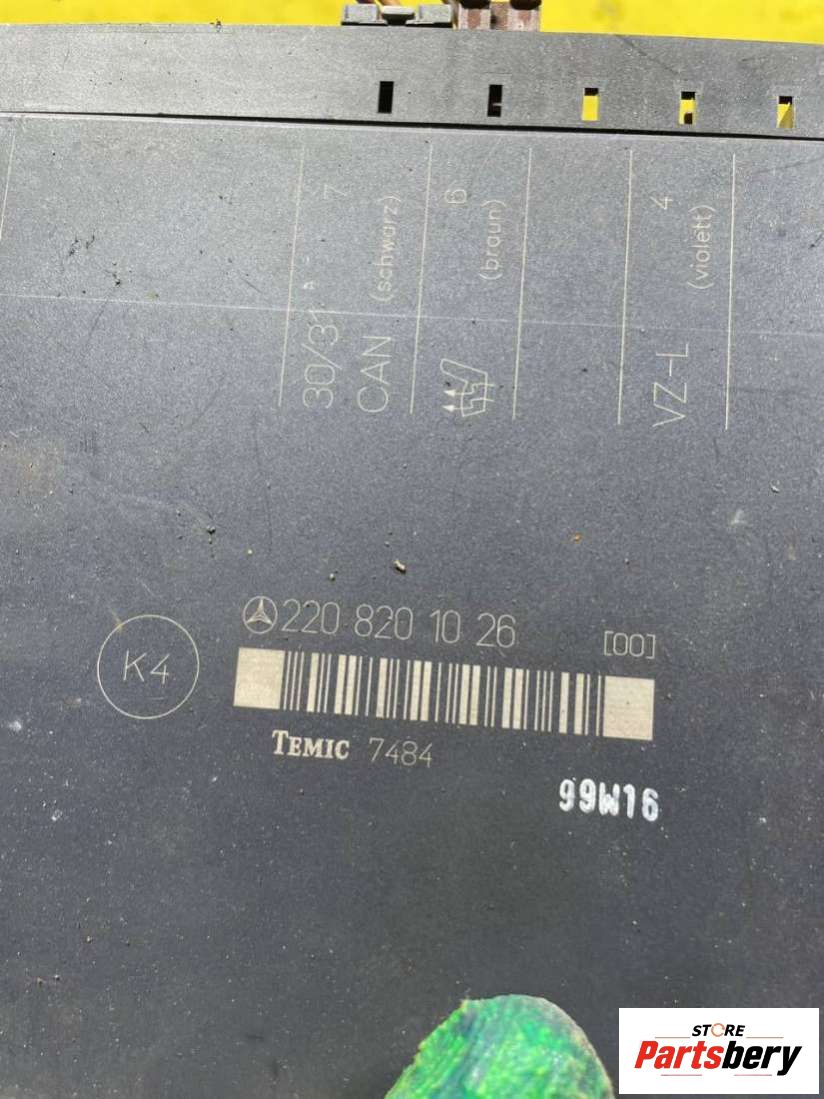 30/31 7
CAN (schwarz)
6
(braun)
VZ-L 4
(violett)
220 820 10 26 [00]
K4
TEMIC 7484
99W16
STORE
Partsbery